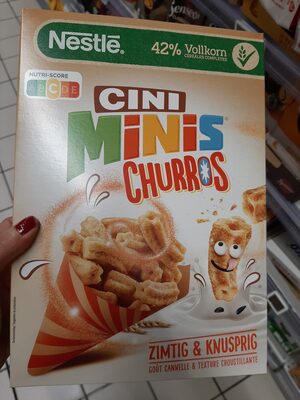 Nestlé
42% Vollkorn
CÉRÉALES COMPLÈTES
NUTRI-SCORE
B C D E
CINI
MINIS
CHURROS
ZIMTIG & KNUSPRIG
GOÛT CANNELLE & TEXTURE CROUSTILLANTE